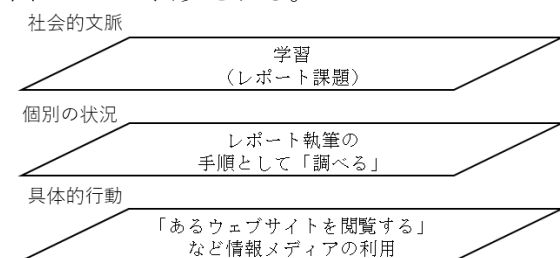 社会的文脈
学習
（レポート課題）
個別の状況
レポート執筆の
手順として「調べる」
具体的行動
「あるウェブサイトを閲覧する」
など情報メディアの利用